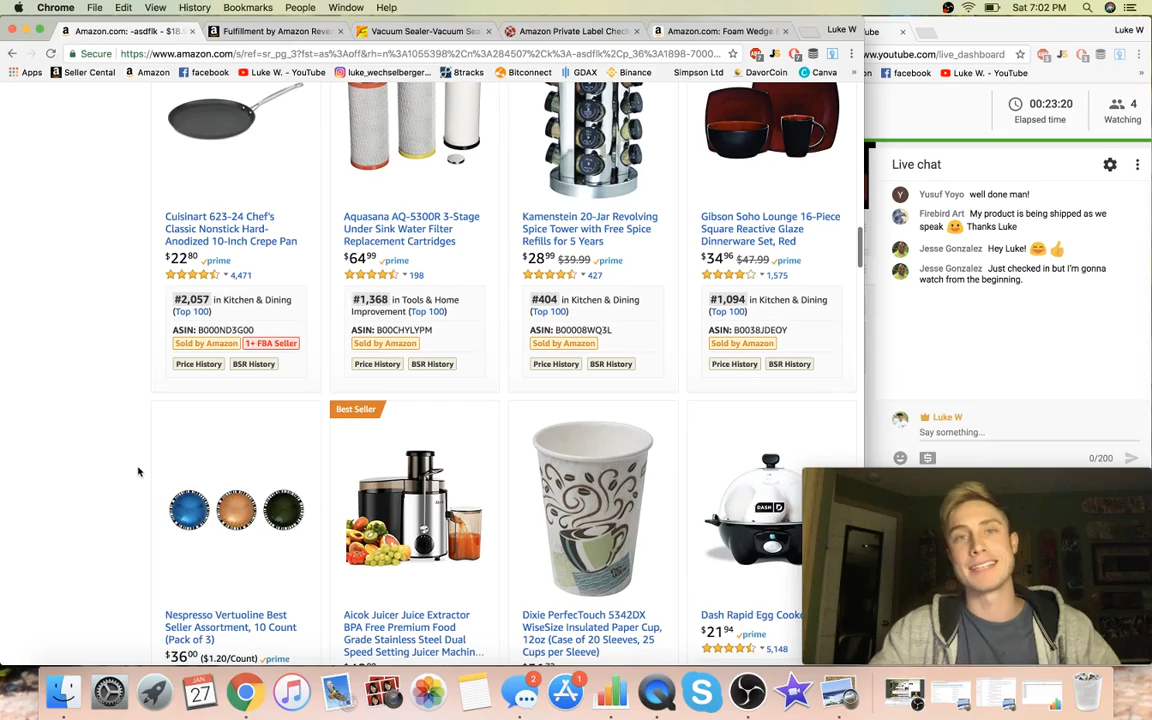 Chrome File Edit View History Bookmarks People Window Help
Sat 7:02 PM
Amazon.com: -asdflk - $18.
Fulfillment by Amazon Reve
Vacuum Sealer-Vacuum Sea
Amazon Private Label Check
Amazon.com: Foam Wedge
Luke W
Luke W
Secure https://www.amazon.com/s/ref=sr_pg_3?fst=as%3Aoff&rh=n%3A1055398%2Cn%3A284507%2Ck%3A-asdflk%2Cp_36%3A1898-7000...
www.youtube.com/live_dashboard
Apps Seller Cental Amazon facebook Luke W. - YouTube luke_wechselberger... 8tracks Bitconnect GDAX Binance Simpson Ltd DavorCoin Canva
facebook Luke W. - YouTube
00:23:20
Elapsed time
4
Watching
Live chat
Yusuf Yoyo well done man!
Firebird Art My product is being shipped as we
speak Thanks Luke
Jesse Gonzalez Hey Luke!
Jesse Gonzalez Just checked in but I'm gonna
watch from the beginning.
Luke W
Say something...
0/200
Cuisinart 623-24 Chef's
Classic Nonstick Hard-
Anodized 10-Inch Crepe Pan
$22 80 prime
4,471
#2,057 in Kitchen & Dining
(Top 100)
ASIN: B000ND3G00
Sold by Amazon 1+ FBA Seller
Price History BSR History
Aquasana AQ-5300R 3-Stage
Under Sink Water Filter
Replacement Cartridges
$64 99 prime
198
#1,368 in Tools & Home
Improvement (Top 100)
ASIN: B00CHYLYPM
Sold by Amazon
Price History BSR History
Kamenstein 20-Jar Revolving
Spice Tower with Free Spice
Refills for 5 Years
$28 99 $39.99 prime
427
#404 in Kitchen & Dining
(Top 100)
ASIN: B00008WQ3L
Sold by Amazon
Price History BSR History
Gibson Soho Lounge 16-Piece
Square Reactive Glaze
Dinnerware Set, Red
$34 96 $47.99 prime
1,575
#1,094 in Kitchen & Dining
(Top 100)
ASIN: B0038JDEOY
Sold by Amazon
Price History BSR History
Best Seller
DASH
Nespresso Vertuoline Best
Seller Assortment, 10 Count
(Pack of 3)
$36 00 ($1.20/Count) prime
Aicok Juicer Juice Extractor
BPA Free Premium Food
Grade Stainless Steel Dual
Speed Setting Juicer Machin...
Dixie PerfecTouch 5342DX
WiseSize Insulated Paper Cup,
12oz (Case of 20 Sleeves, 25
Cups per Sleeve)
Dash Rapid Egg Cooke
$21 94 prime
5,148
JAN
27
2
1